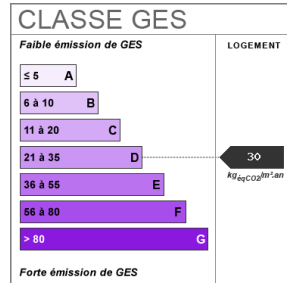 CLASSE GES
Faible émission de GES
LOGEMENT
≤ 5 A
6 à 10 B
11 à 20 C
21 à 35 D
30
kgéqCO2/m².an
36 à 55 E
56 à 80 F
> 80 G
Forte émission de GES